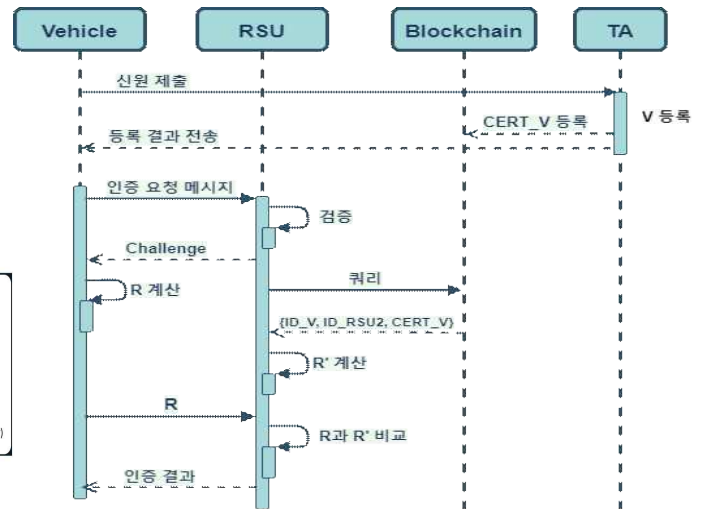 Vehicle
RSU
Blockchain
TA
신원 제출
CERT_V 등록
V 등록
등록 결과 전송
인증 요청 메시지
검증
Challenge
쿼리
R 계산
{ID_V, ID_RSU2, CERT_V}
R' 계산
R
R과 R' 비교
)
인증 결과